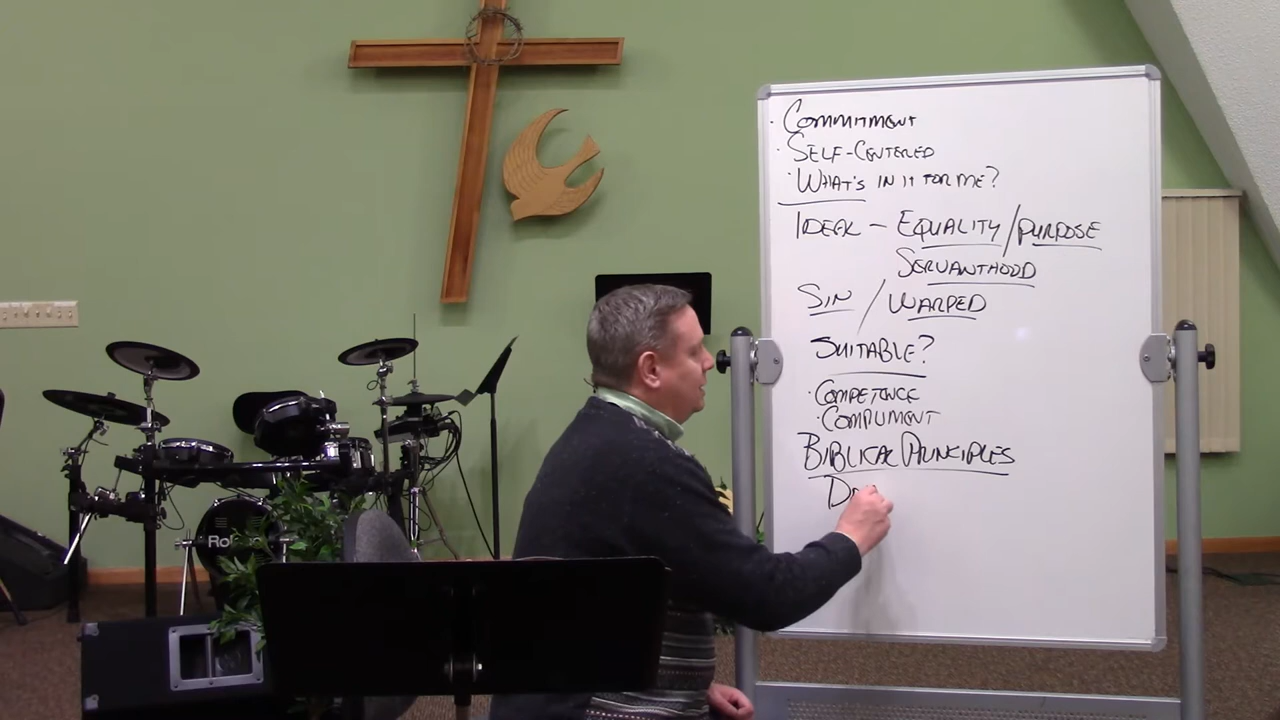 · COMMITMENT
· SELF-CENTERED
· WHAT'S IN IT FOR ME?
IDEAL – EQUALITY/PURPOSE
SERVANTHOOD
SIN / WARPED
SUITABLE?
· COMPETENCE
· COMPLIMENT
BIBLICAL PRINCIPLES
Ro